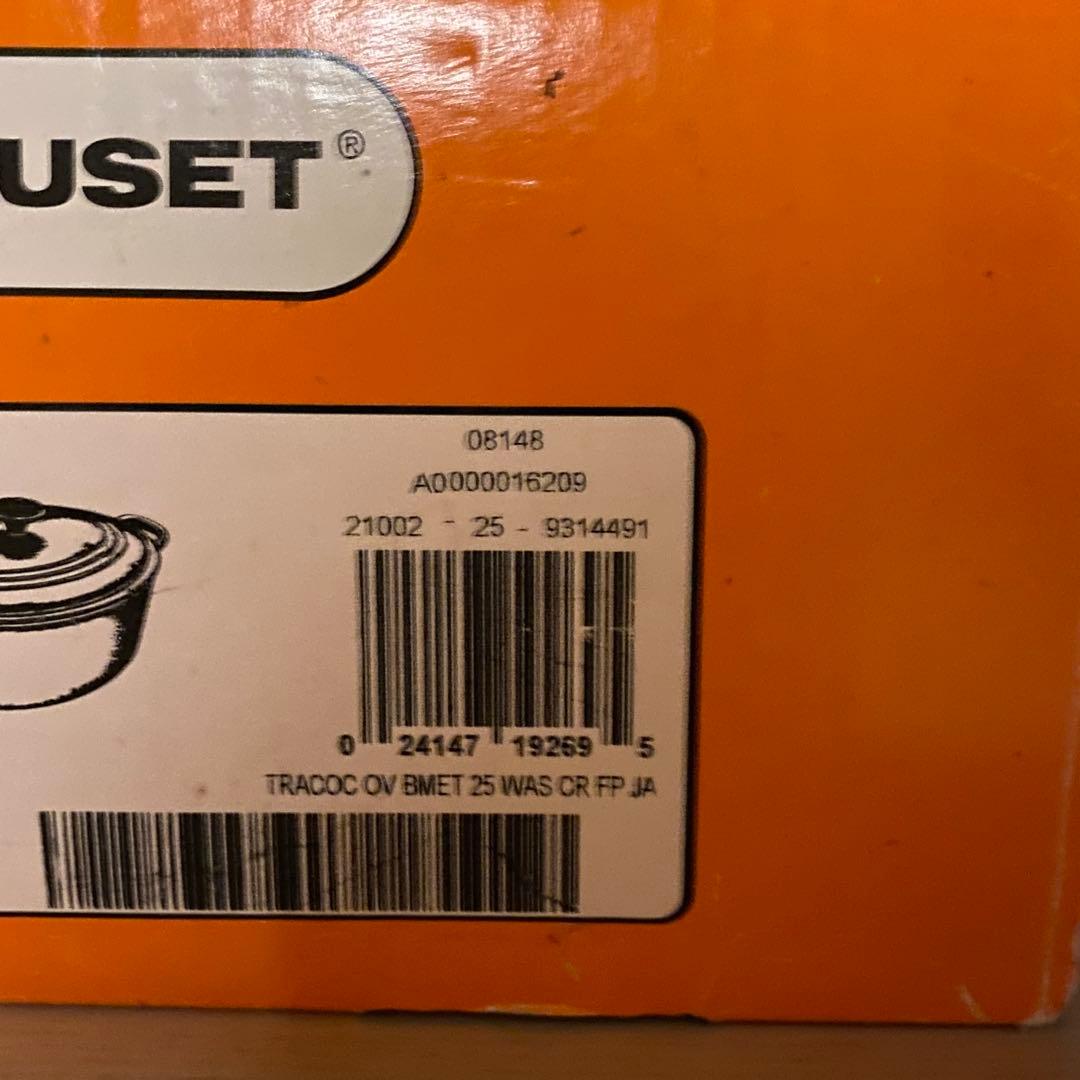 USET®
08148
A0000016209
21002 - 25 - 9314491
0 24147 19269 5
TRACOC OV BMET 25 WAS CR FP JA